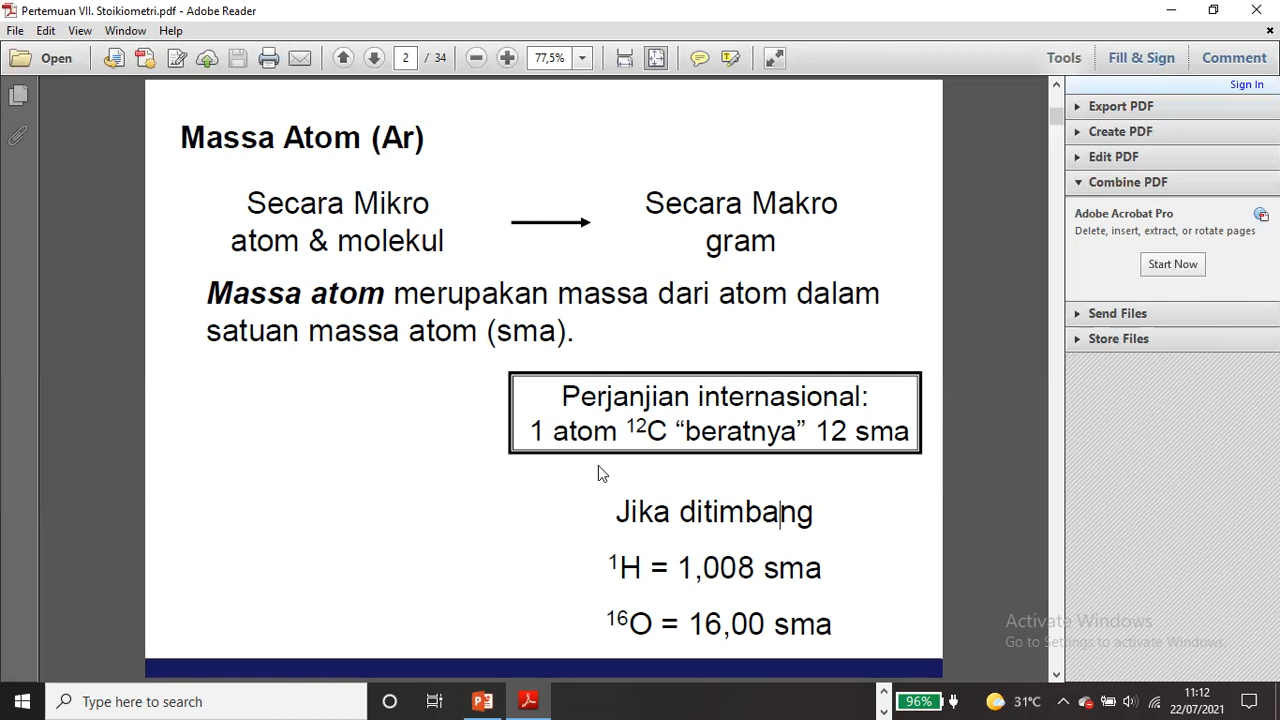 Pertemuan VII. Stoikiometri.pdf - Adobe Reader
File Edit View Window Help
Open 2 / 34 77,5% Tools Fill & Sign Comment
Sign In
Export PDF
Create PDF
Edit PDF
Combine PDF
Adobe Acrobat Pro
Delete, insert, extract, or rotate pages
Start Now
Send Files
Store Files
Massa Atom (Ar)
Secara Mikro
atom & molekul
Secara Makro
gram
Massa atom merupakan massa dari atom dalam
satuan massa atom (sma).
Perjanjian internasional:
1 atom ¹²C “beratnya” 12 sma
Jika ditimbang
¹H = 1,008 sma
¹⁶O = 16,00 sma
Activate Windows
Go to Settings to activate Windows.
Type here to search
96%
31°C
11:12
22/07/2021